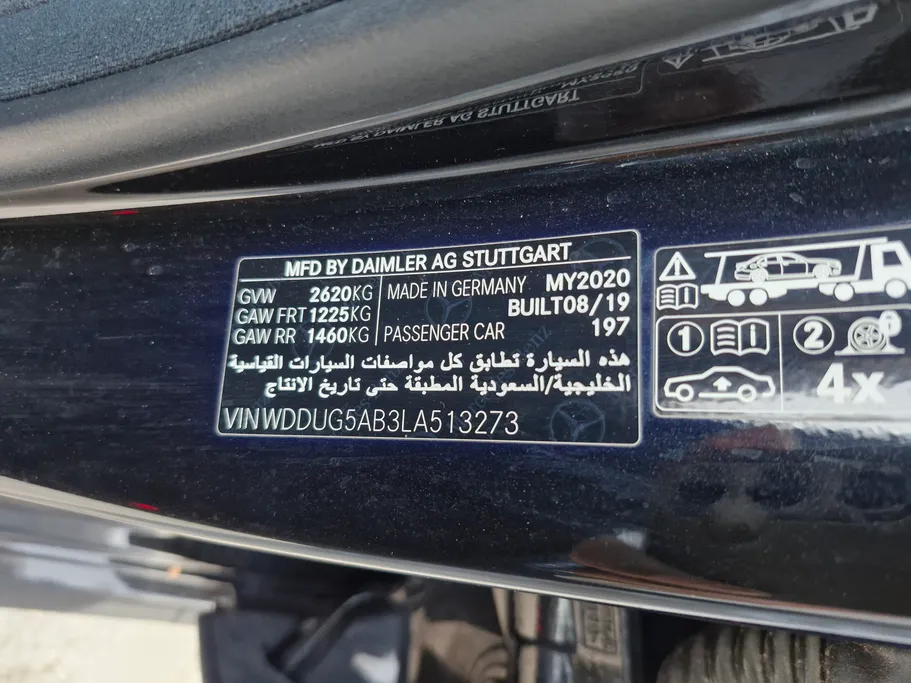 MFD BY DAIMLER AG STUTTGART
GVW 2620KG MADE IN GERMANY MY2020
GAW FRT 1225KG BUILT08/19
GAW RR 1460KG PASSENGER CAR 197
هذه السيارة تطابق كل مواصفات السيارات القياسية
الخليجية/السعودية المطبقة حتى تاريخ الانتاج
VIN WDDUG5AB3LA513273
1 2
4x